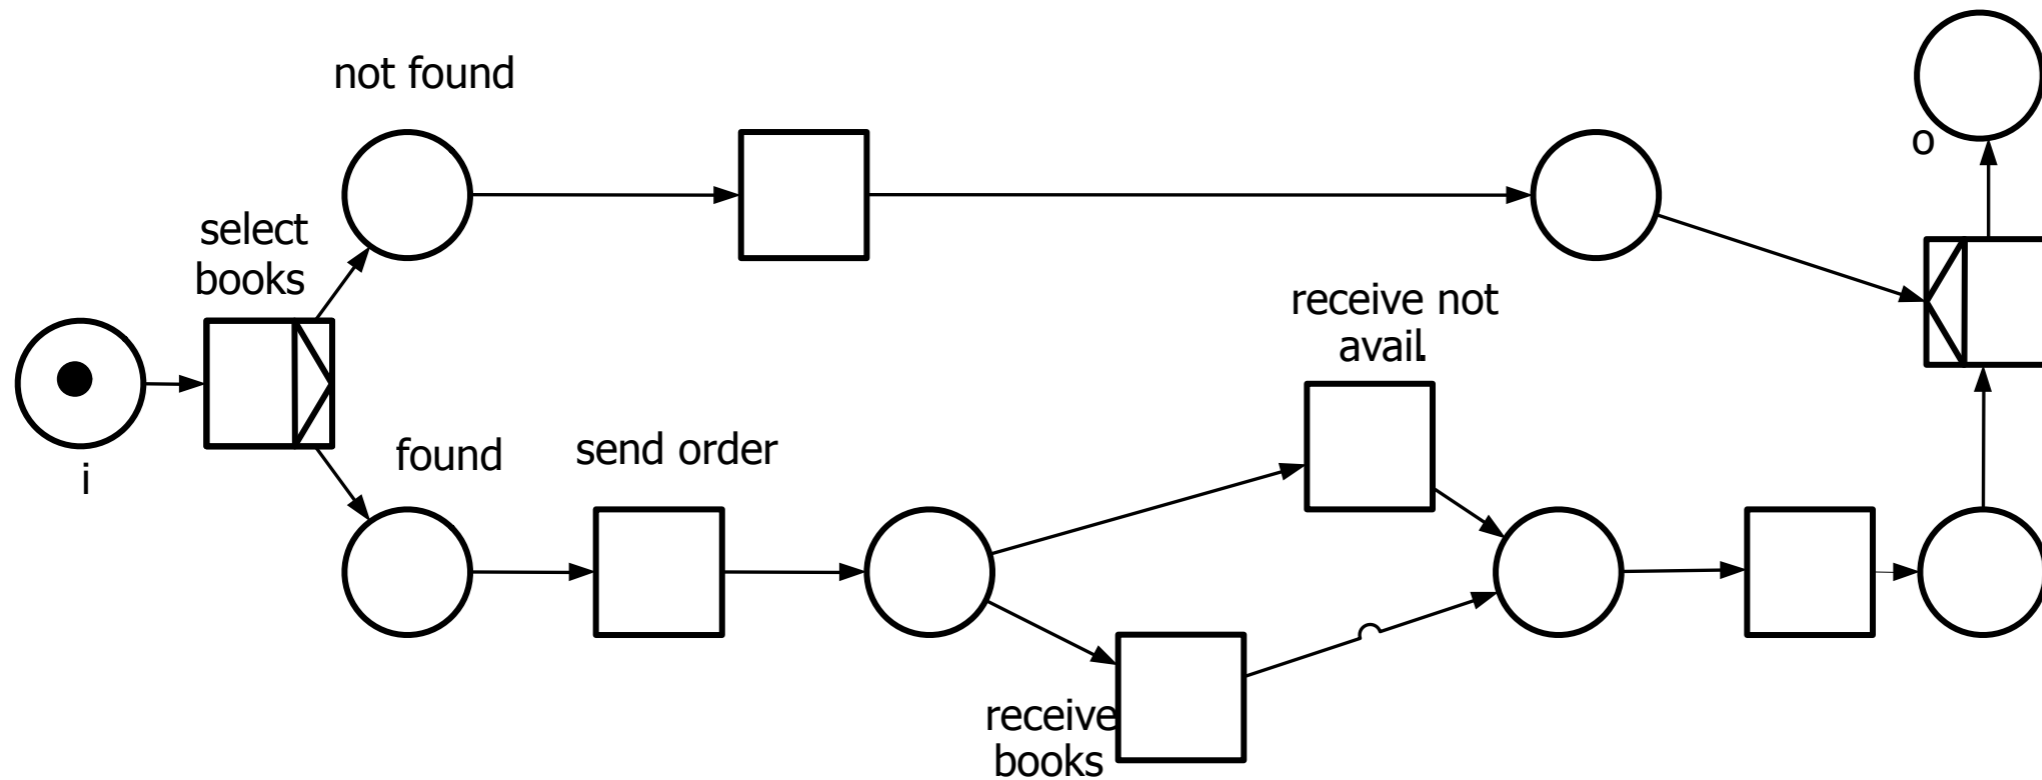 not found
select
books
i
found
send order
receive not
avail.
receive
books
o